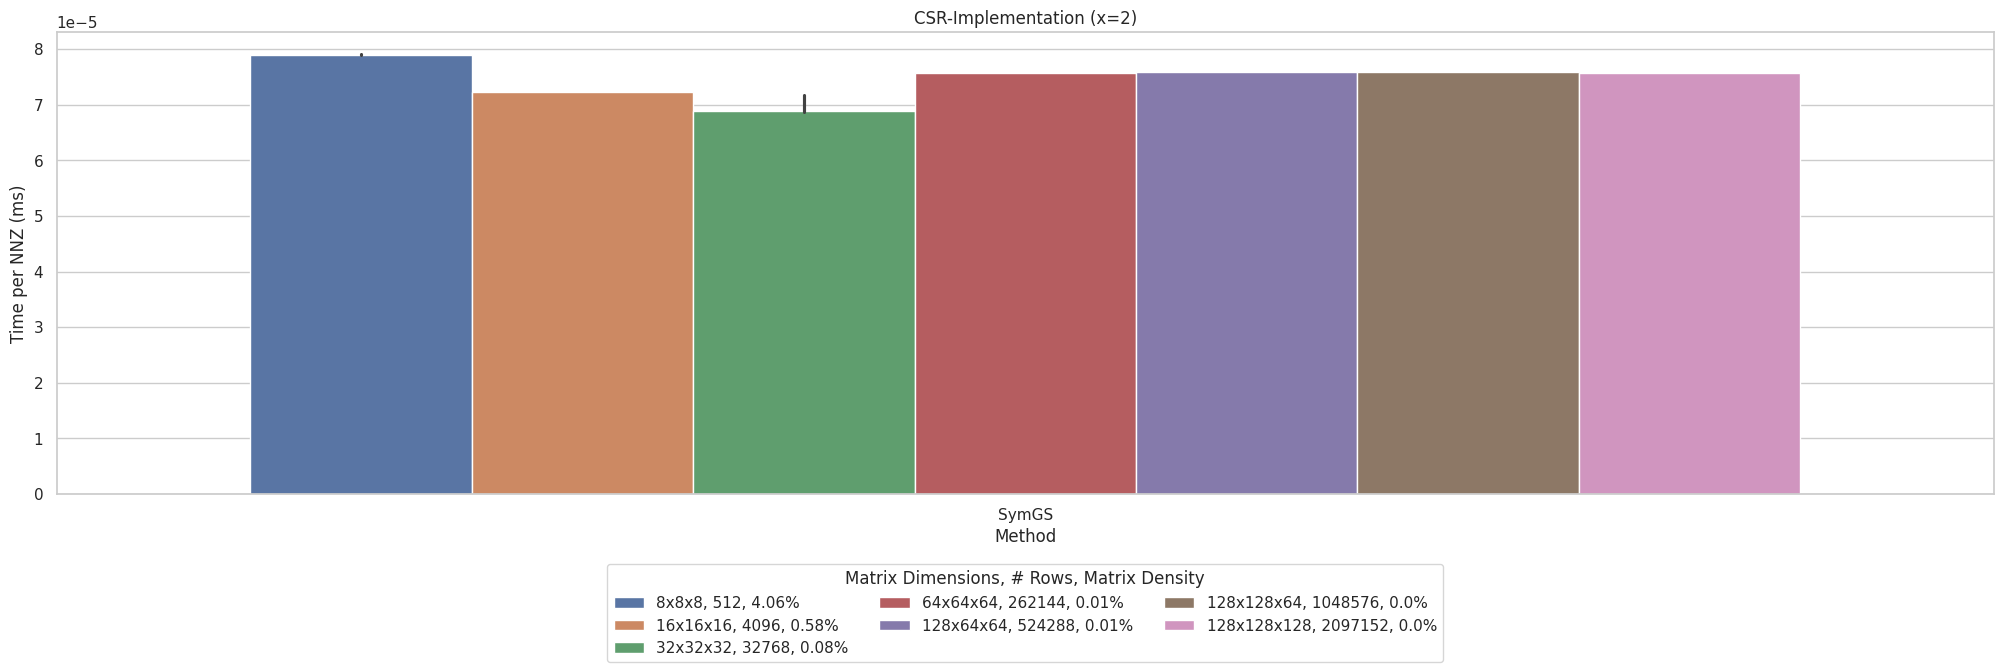 CSR-Implementation (x=2)
1e−5
8
7
6
5
4
3
2
1
0
Time per NNZ (ms)
SymGS
Method
Matrix Dimensions, # Rows, Matrix Density
8x8x8, 512, 4.06%
16x16x16, 4096, 0.58%
32x32x32, 32768, 0.08%
64x64x64, 262144, 0.01%
128x64x64, 524288, 0.01%
128x128x64, 1048576, 0.0%
128x128x128, 2097152, 0.0%